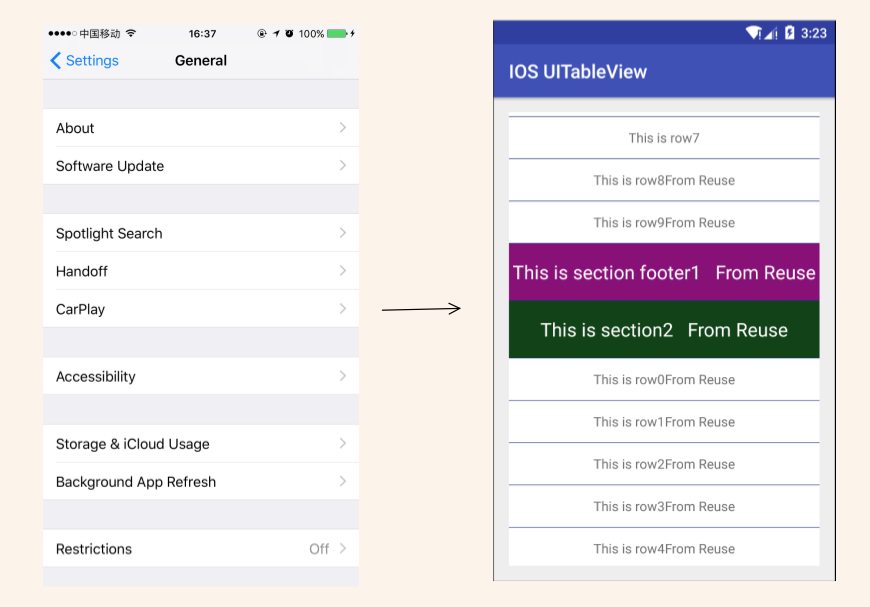 中国移动 16:37 100%
Settings General
About
Software Update
Spotlight Search
Handoff
CarPlay
Accessibility
Storage & iCloud Usage
Background App Refresh
Restrictions Off
3:23
IOS UITableView
This is row7
This is row8From Reuse
This is row9From Reuse
This is section footer1 From Reuse
This is section2 From Reuse
This is row0From Reuse
This is row1From Reuse
This is row2From Reuse
This is row3From Reuse
This is row4From Reuse